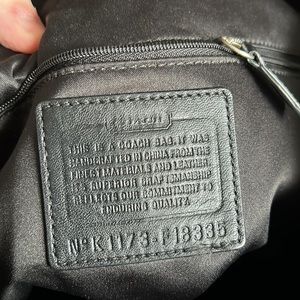 COACH
THIS IS A COACH BAG. IT WAS
HANDCRAFTED IN CHINA FROM THE
FINEST MATERIALS AND LEATHER.
ITS SUPERIOR CRAFTSMANSHIP
REFLECTS OUR COMMITMENT TO
ENDURING QUALITY.
Nº K1173-F18335